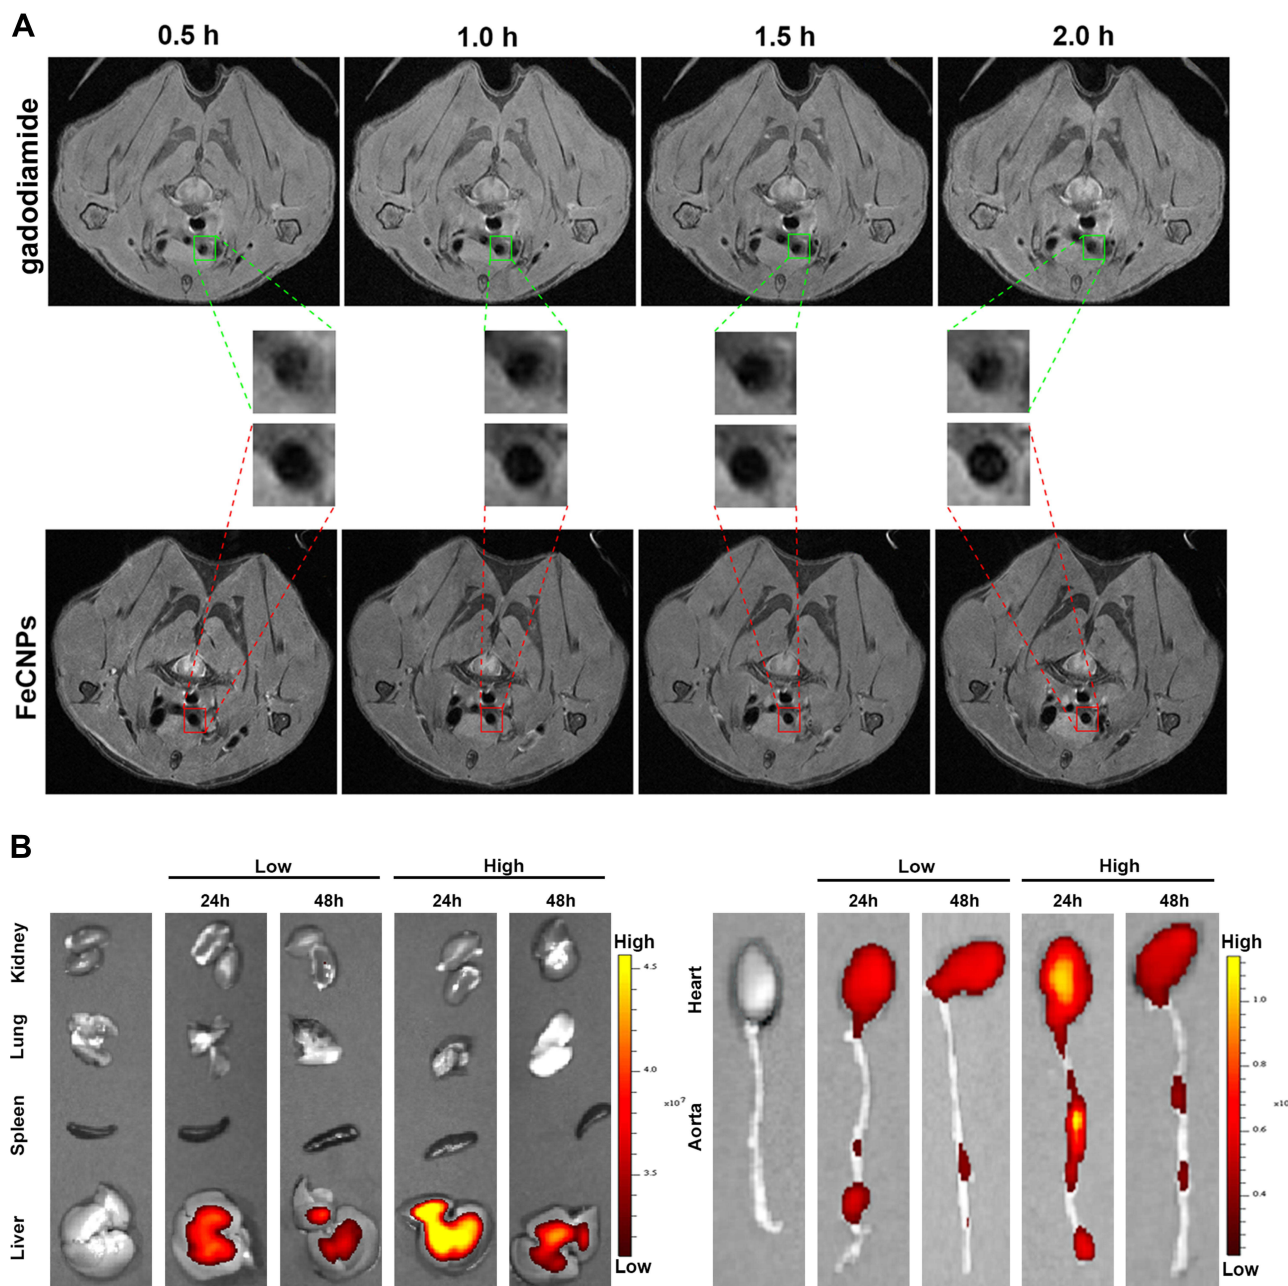 A
0.5 h 1.0 h 1.5 h 2.0 h
gadodiamide
FeCNPs
B
Low High
24h 48h 24h 48h
Kidney
Lung
Spleen
Liver
High
4.5
4.0
x10⁷
3.5
Low
Low High
24h 48h 24h 48h
Heart
Aorta
High
1.0
0.8
x10
0.6
0.4
Low